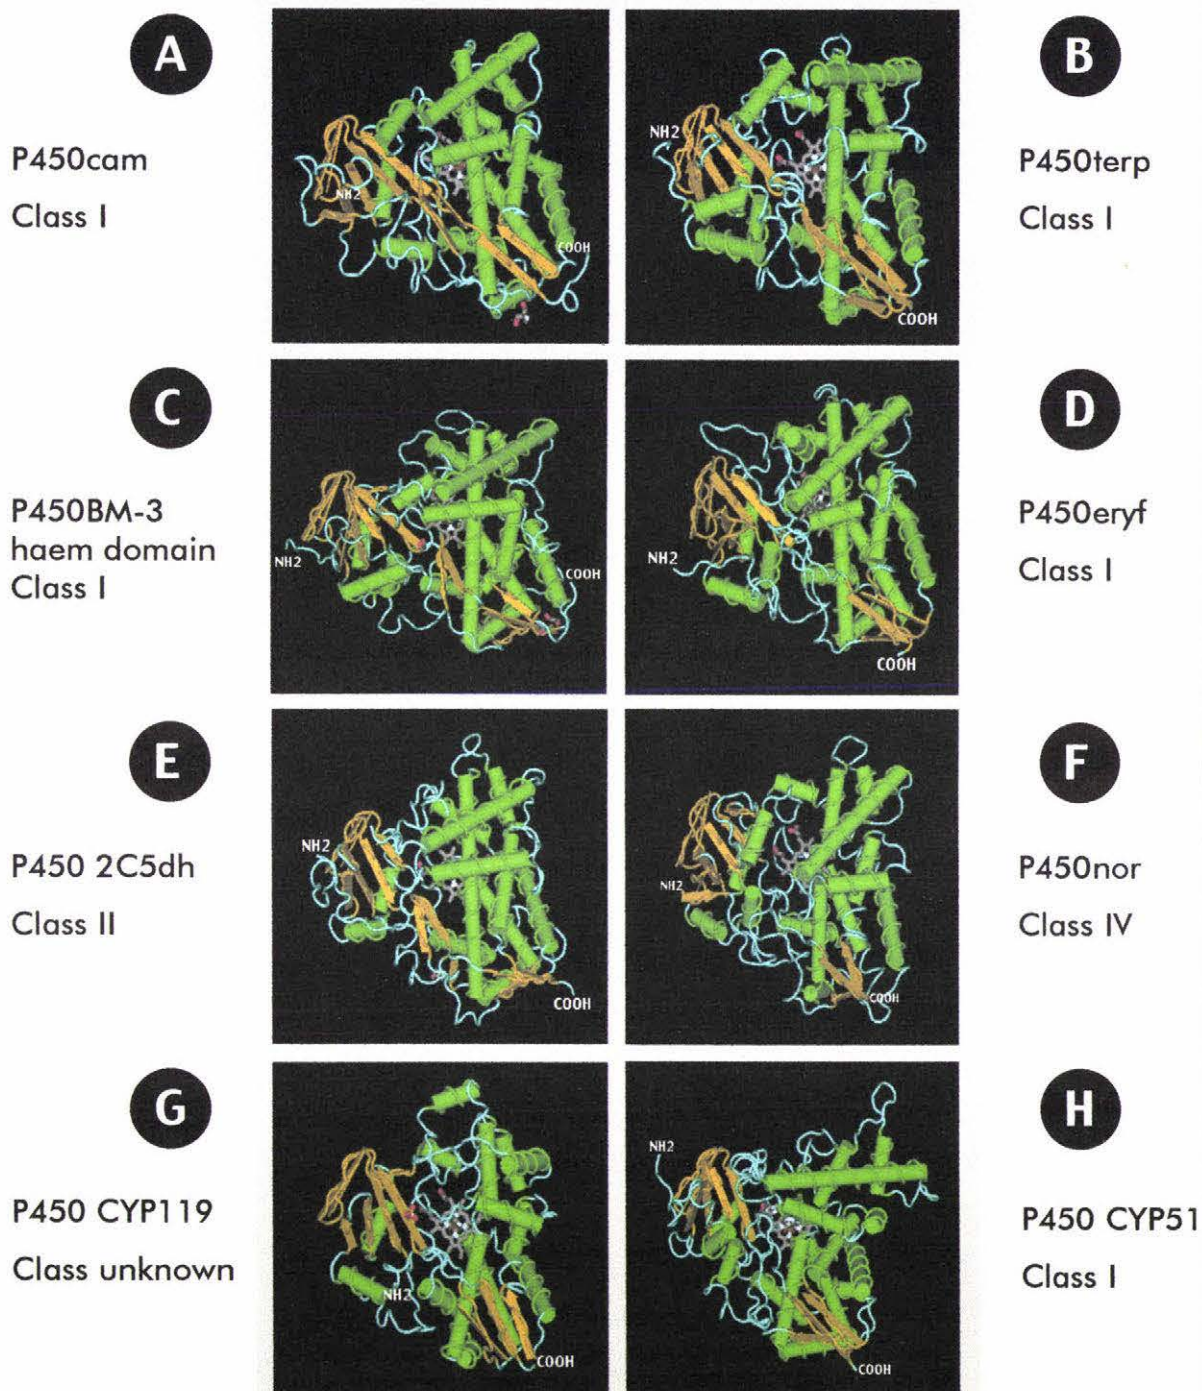 A
P450cam
Class I
NH2
COOH
B
P450terp
Class I
NH2
COOH
C
P450BM-3
haem domain
Class I
NH2
COOH
D
P450eryf
Class I
NH2
COOH
E
P450 2C5dh
Class II
NH2
COOH
F
P450nor
Class IV
NH2
COOH
G
P450 CYP119
Class unknown
NH2
COOH
H
P450 CYP51
Class I
NH2
COOH